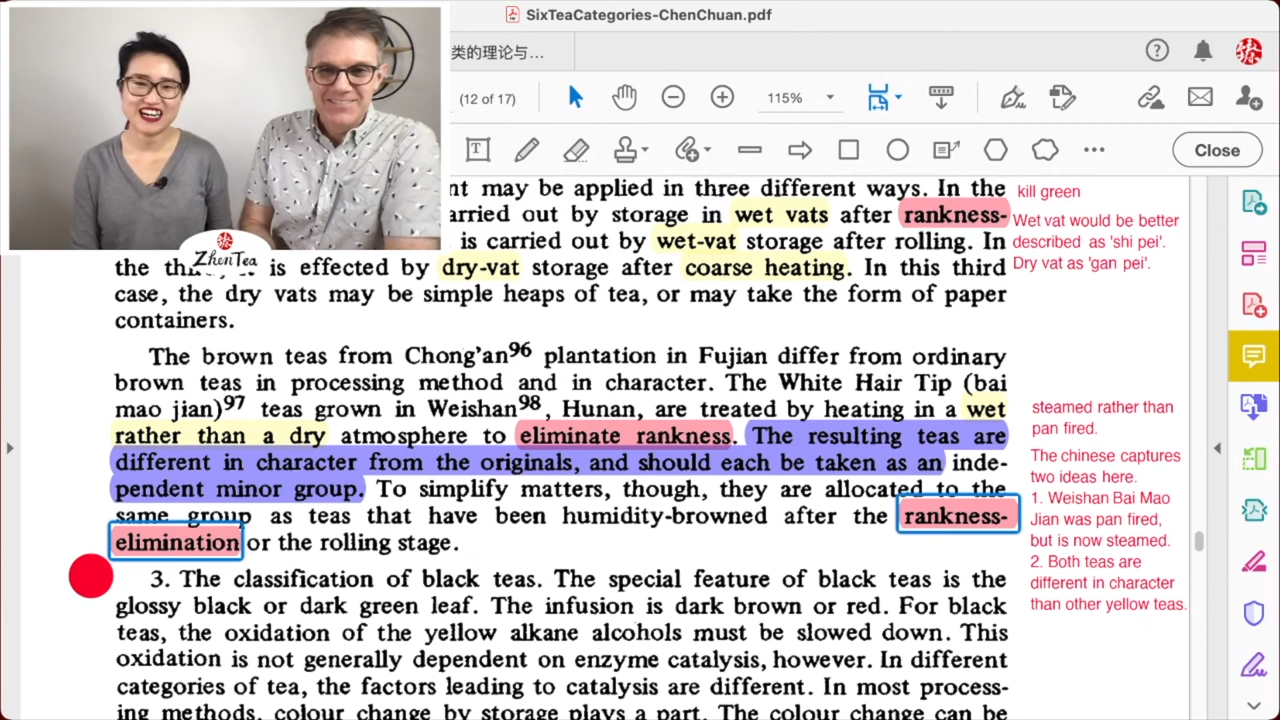 SixTeaCategories-ChenChuan.pdf
类的理论与...
(12 of 17)
115%
Close
nt may be applied in three different ways. In the
arried out by storage in wet vats after rankness-
is carried out by wet-vat storage after rolling. In
is effected by dry-vat storage after coarse heating. In this third
case, the dry vats may be simple heaps of tea, or may take the form of paper
containers.
ZhenTea
The brown teas from Chong'an96 plantation in Fujian differ from ordinary
brown teas in processing method and in character. The White Hair Tip (bai
mao jian)97 teas grown in Weishan98, Hunan, are treated by heating in a wet
rather than a dry atmosphere to eliminate rankness. The resulting teas are
different in character from the originals, and should each be taken as an inde-
pendent minor group. To simplify matters, though, they are allocated to the
same group as teas that have been humidity-browned after the rankness-
elimination or the rolling stage.
3. The classification of black teas. The special feature of black teas is the
glossy black or dark green leaf. The infusion is dark brown or red. For black
teas, the oxidation of the yellow alkane alcohols must be slowed down. This
oxidation is not generally dependent on enzyme catalysis, however. In different
categories of tea, the factors leading to catalysis are different. In most process-
ing methods, colour change by storage plays a part. The colour change can be
kill green
Wet vat would be better
described as 'shi pei'.
Dry vat as 'gan pei'.
steamed rather than
pan fired.
The chinese captures
two ideas here.
1. Weishan Bai Mao
Jian was pan fired,
but is now steamed.
2. Both teas are
different in character
than other yellow teas.